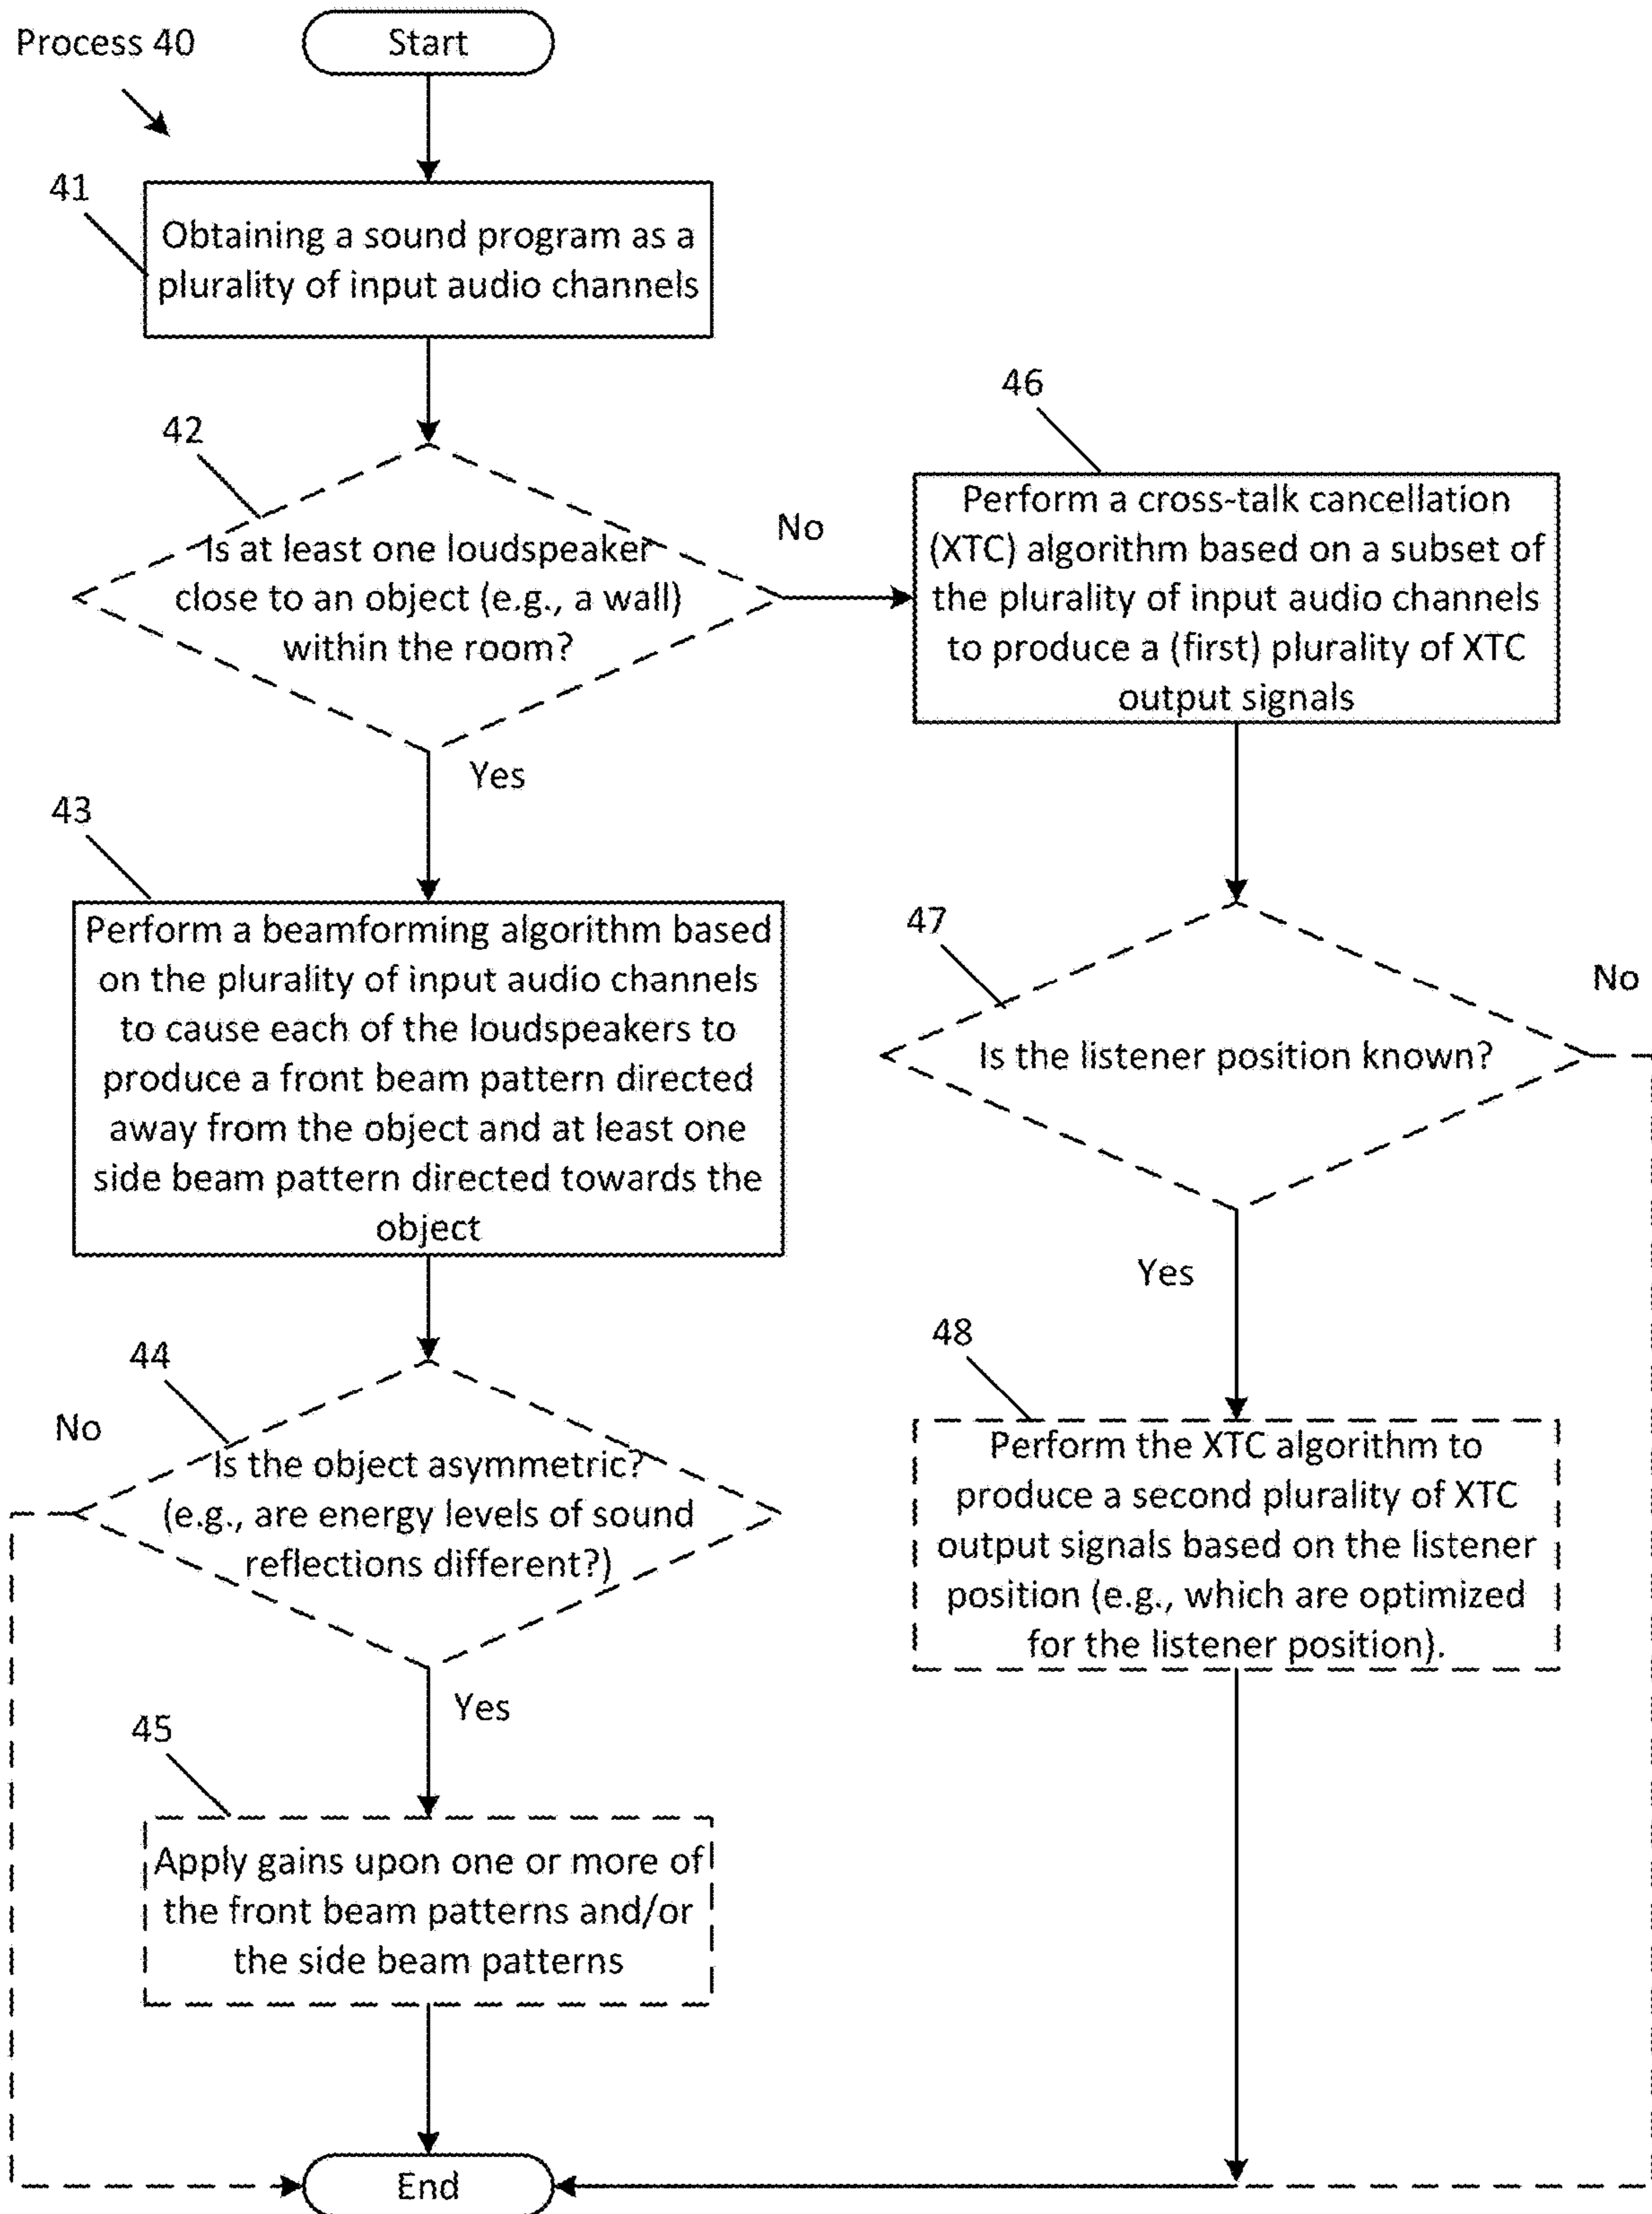 Process 40
Start
41
Obtaining a sound program as a
plurality of input audio channels
42
Is at least one loudspeaker
close to an object (e.g., a wall)
within the room?
No
Yes
46
Perform a cross-talk cancellation
(XTC) algorithm based on a subset of
the plurality of input audio channels
to produce a (first) plurality of XTC
output signals
43
Perform a beamforming algorithm based
on the plurality of input audio channels
to cause each of the loudspeakers to
produce a front beam pattern directed
away from the object and at least one
side beam pattern directed towards the
object
47
Is the listener position known?
No
Yes
44
No
Is the object asymmetric?
(e.g., are energy levels of sound
reflections different?)
Yes
48
Perform the XTC algorithm to
produce a second plurality of XTC
output signals based on the listener
position (e.g., which are optimized
for the listener position).
45
Apply gains upon one or more of
the front beam patterns and/or
the side beam patterns
End